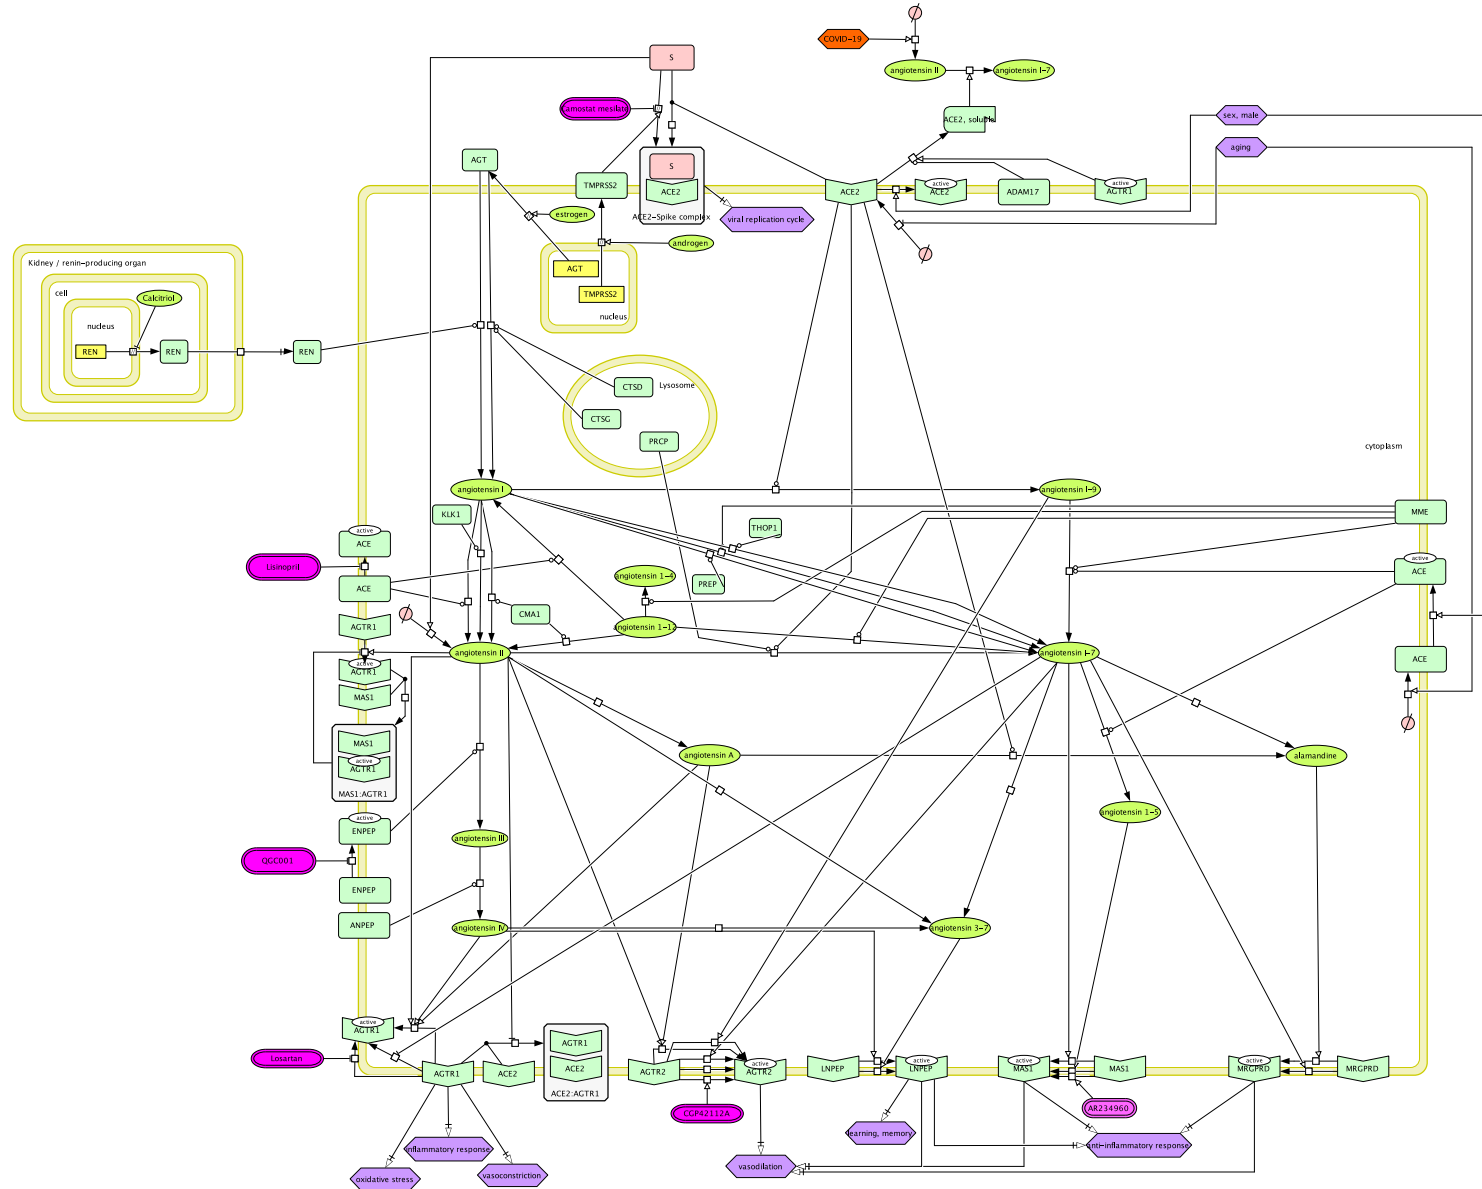 COVID-19
S
angiotensin II
angiotensin I-7
Camostat mesilate
ACE2, soluble
sex, male
aging
AGT
S
TMPRSS2
ACE2
ACE2-Spike complex
ACE2
active
ACE2
ADAM17
active
AGTR1
estrogen
viral replication cycle
androgen
Kidney / renin-producing organ
cell
Calcitriol
nucleus
REN
REN
REN
AGT
TMPRSS2
nucleus
CTSD
Lysosome
CTSG
PRCP
cytoplasm
angiotensin I
angiotensin I-9
KLK1
THOP1
MME
active
ACE
Lisinopril
ACE
angiotensin 1-4
PREP
active
ACE
CMA1
AGTR1
angiotensin 1-12
angiotensin II
angiotensin I-7
ACE
active
AGTR1
MAS1
MAS1
active
AGTR1
MAS1:AGTR1
angiotensin A
alamandine
angiotensin 1-5
active
ENPEP
angiotensin III
QGC001
ENPEP
ANPEP
angiotensin IV
angiotensin 3-7
active
AGTR1
Losartan
AGTR1
ACE2
AGTR1
ACE2
ACE2:AGTR1
AGTR2
active
AGTR2
LNPEP
active
LNPEP
active
MAS1
MAS1
active
MRGPRD
MRGPRD
CGP42112A
AR234960
learning, memory
inflammatory response
anti-inflammatory response
vasodilation
vasoconstriction
oxidative stress